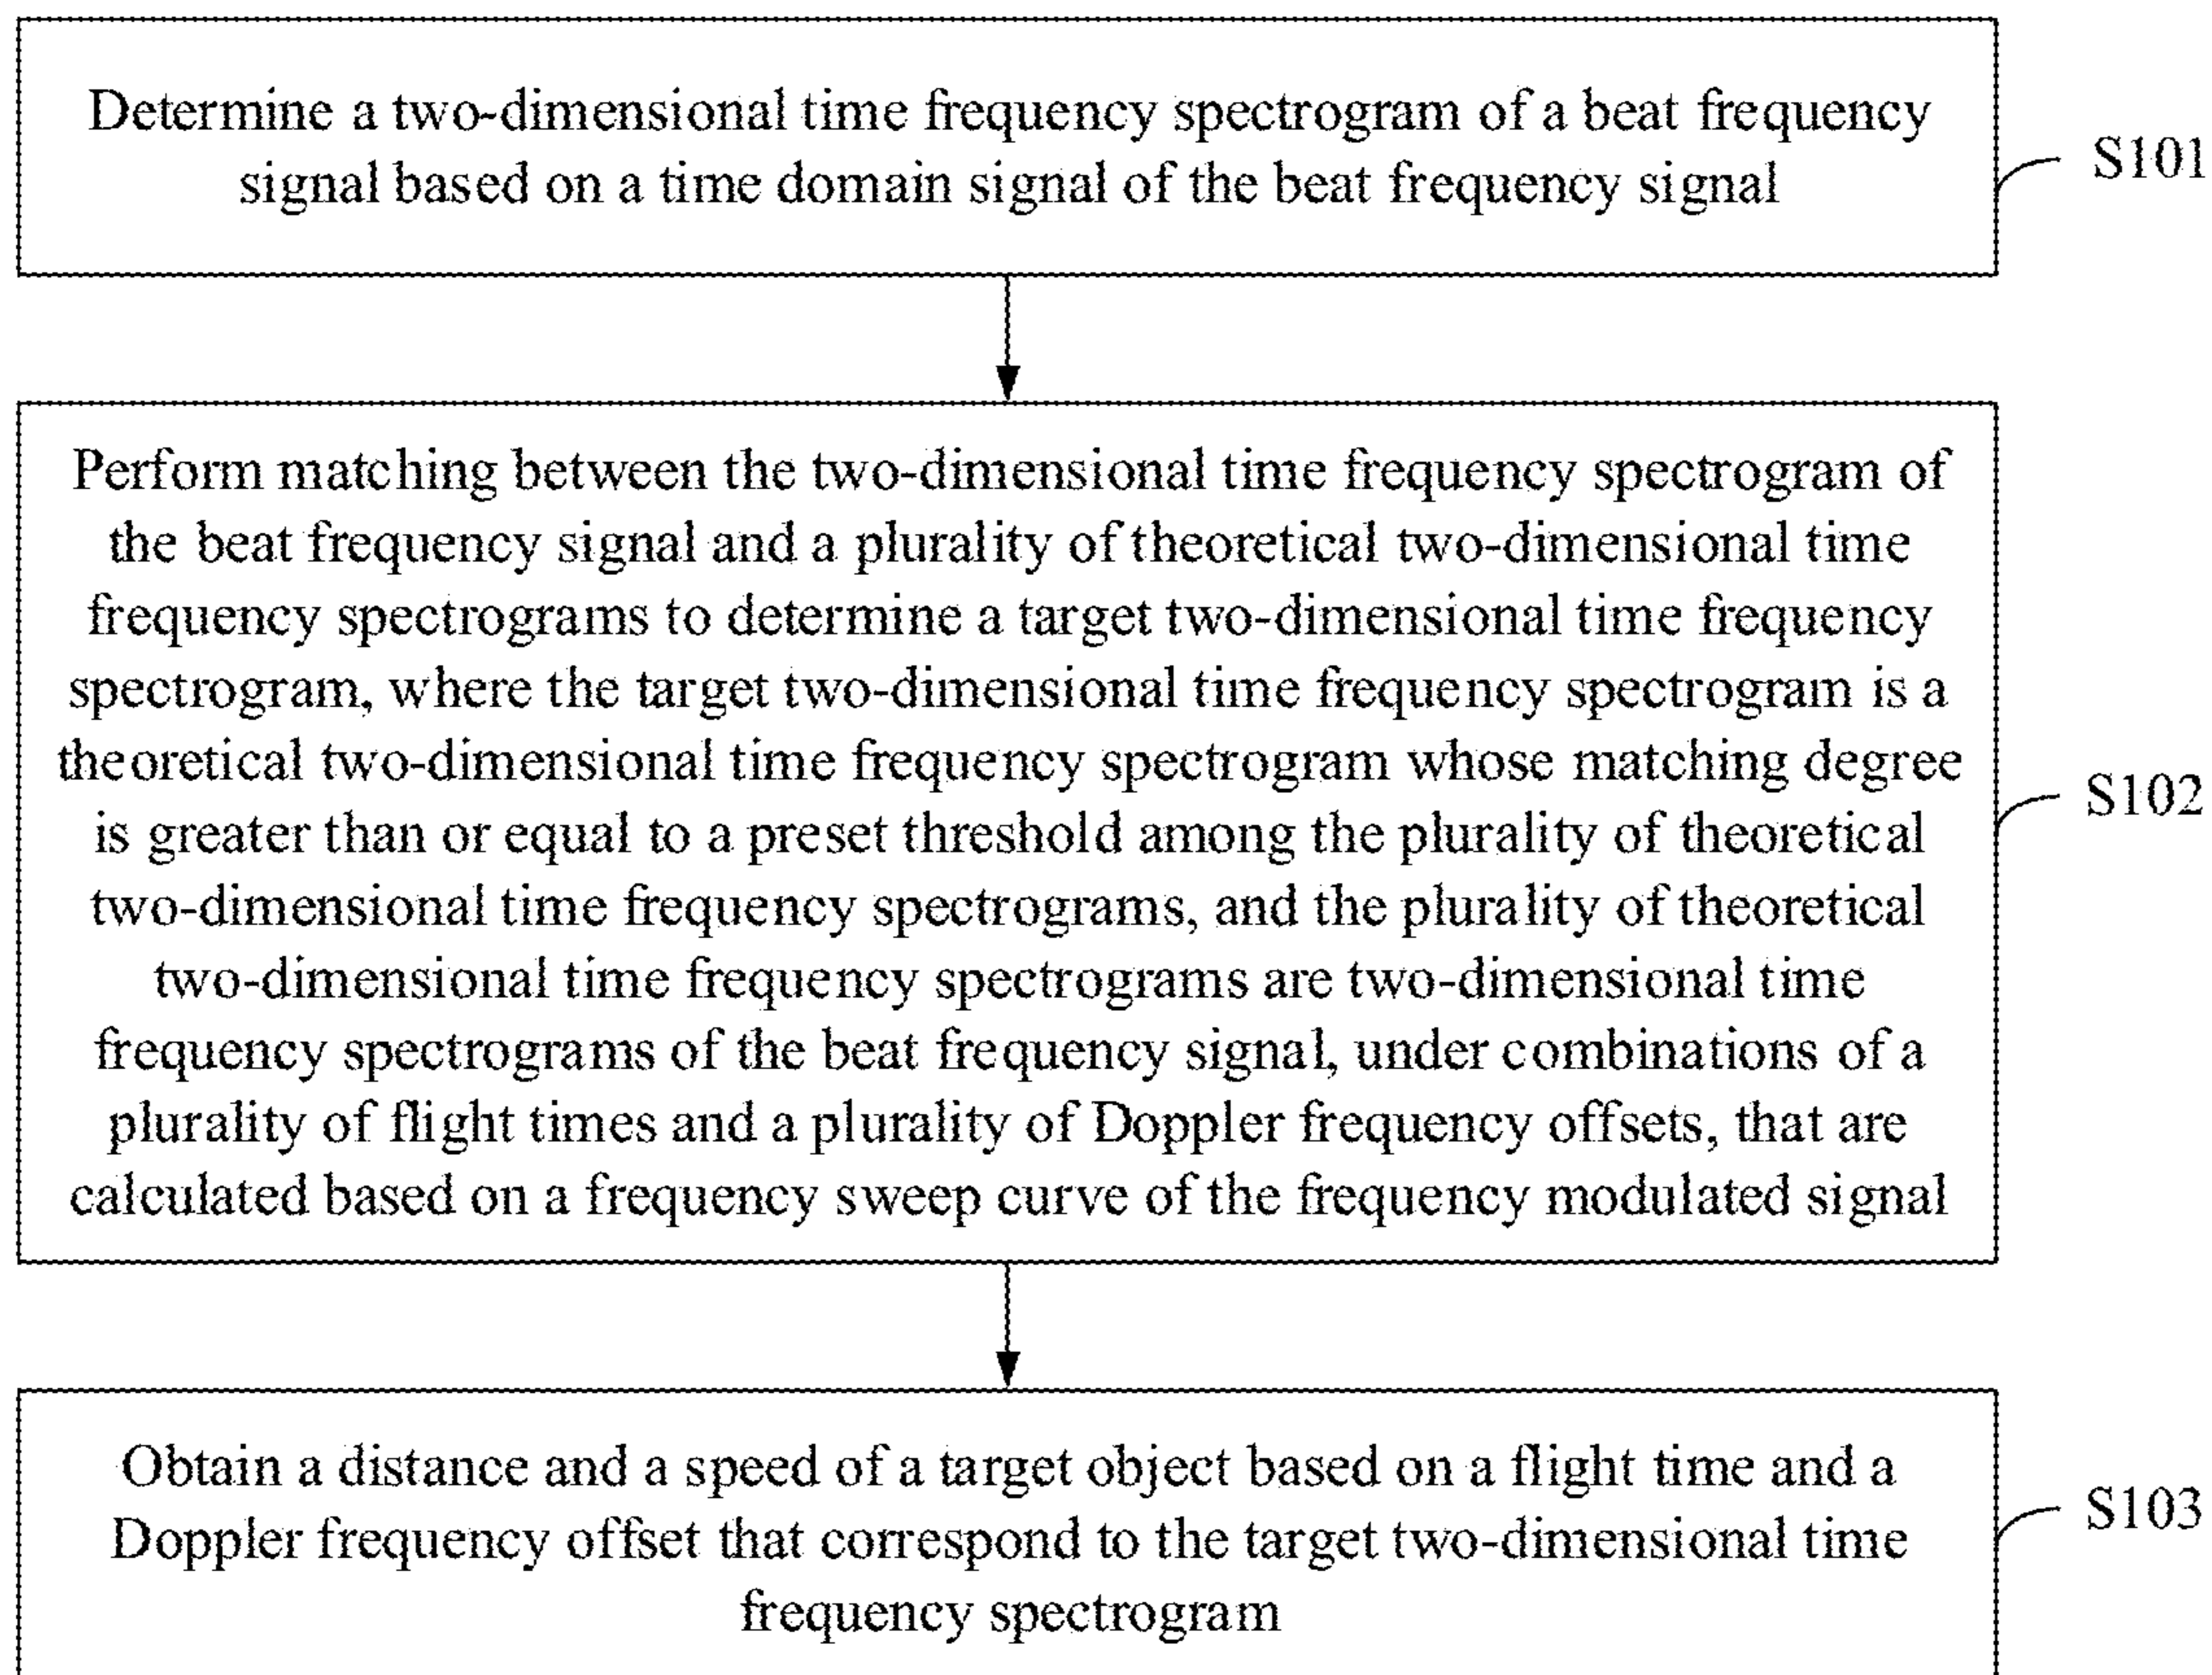 Determine a two-dimensional time frequency spectrogram of a beat frequency
signal based on a time domain signal of the beat frequency signal
S101
Perform matching between the two-dimensional time frequency spectrogram of
the beat frequency signal and a plurality of theoretical two-dimensional time
frequency spectrograms to determine a target two-dimensional time frequency
spectrogram, where the target two-dimensional time frequency spectrogram is a
theoretical two-dimensional time frequency spectrogram whose matching degree
is greater than or equal to a preset threshold among the plurality of theoretical
two-dimensional time frequency spectrograms, and the plurality of theoretical
two-dimensional time frequency spectrograms are two-dimensional time
frequency spectrograms of the beat frequency signal, under combinations of a
plurality of flight times and a plurality of Doppler frequency offsets, that are
calculated based on a frequency sweep curve of the frequency modulated signal
S102
Obtain a distance and a speed of a target object based on a flight time and a
Doppler frequency offset that correspond to the target two-dimensional time
frequency spectrogram
S103